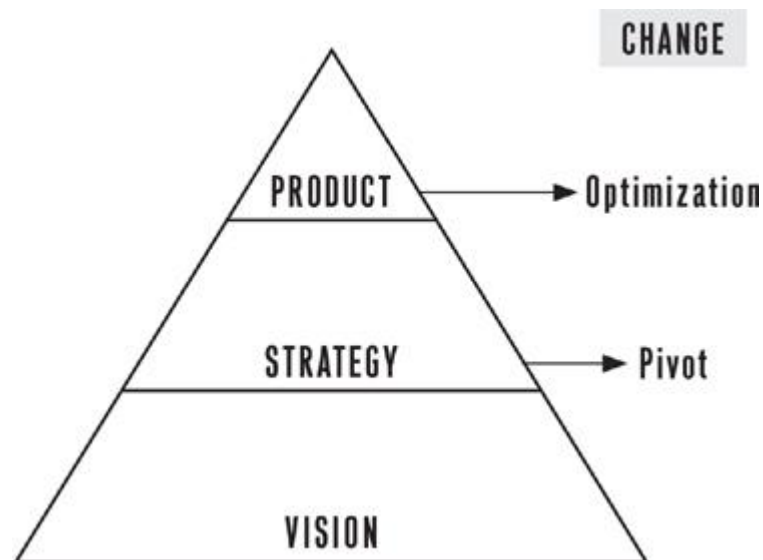 CHANGE
PRODUCT
Optimization
STRATEGY
Pivot
VISION